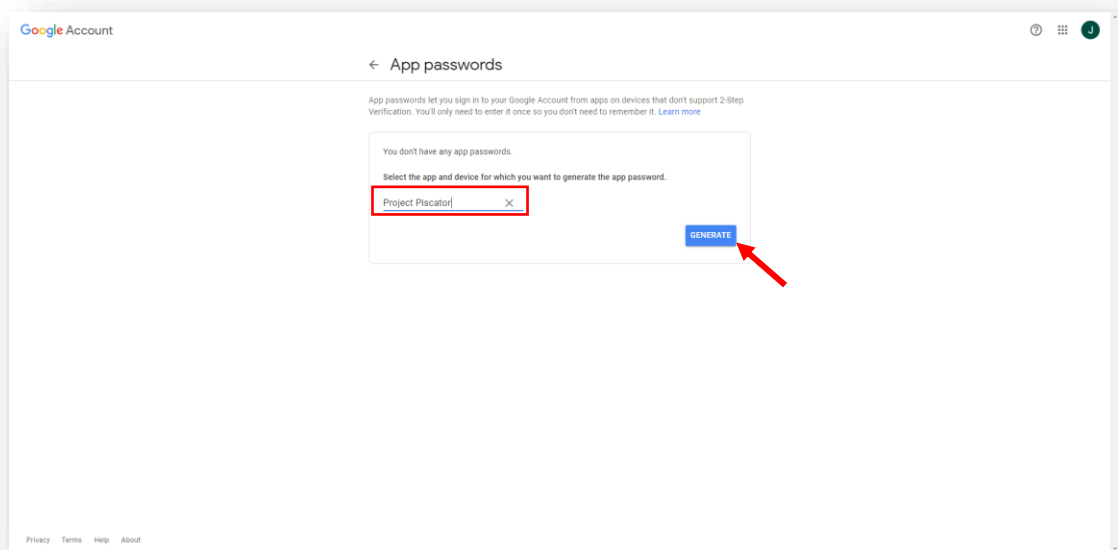 Google Account
J
App passwords
App passwords let you sign in to your Google Account from apps on devices that don't support 2-Step
Verification. You'll only need to enter it once so you don't need to remember it. Learn more
You don't have any app passwords.
Select the app and device for which you want to generate the app password.
Project Piscator
GENERATE
Privacy Terms Help About